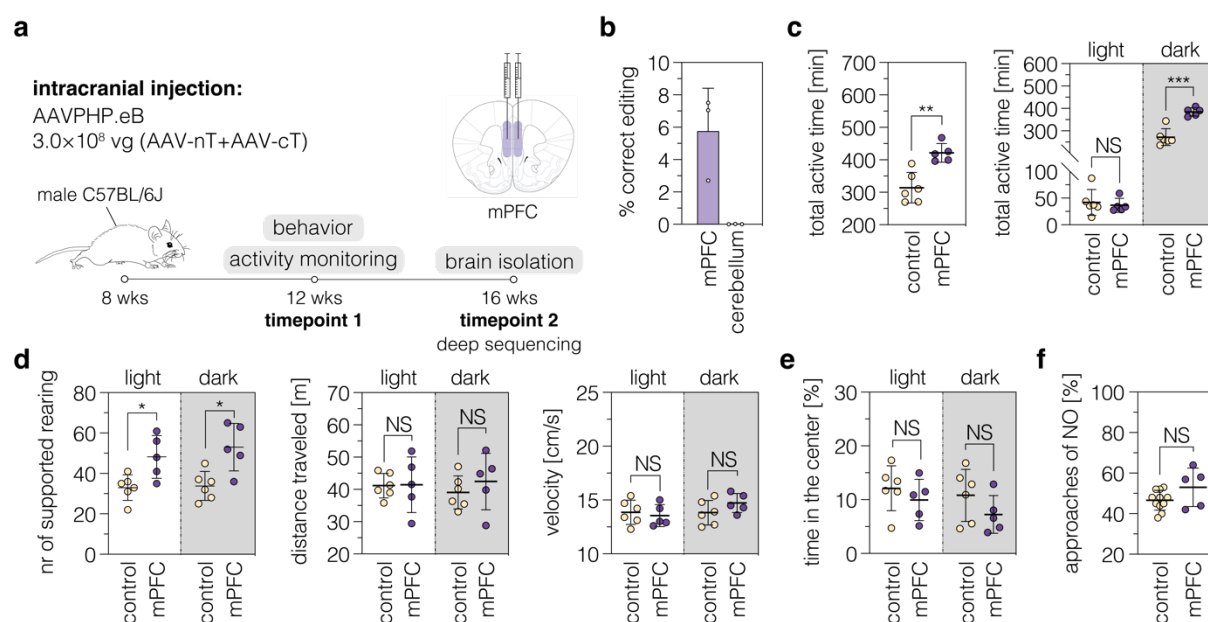 a
intracranial injection:
AAVPHP.eB
3.0×10⁸ vg (AAV-nT+AAV-cT)
male C57BL/6J
mPFC
behavior
activity monitoring
brain isolation
8 wks
12 wks
16 wks
timepoint 1
timepoint 2
deep sequencing
b
% correct editing
10
8
6
4
2
0
mPFC
cerebellum
c
total active time [min]
700
600
500
400
300
200
**
control
mPFC
light
dark
total active time [min]
600
500
400
300
50
0
NS
***
control
mPFC
control
mPFC
d
light
dark
nr of supported rearing
80
60
40
20
0
*
*
control
mPFC
control
mPFC
light
dark
distance traveled [m]
70
60
50
40
30
20
NS
NS
control
mPFC
control
mPFC
light
dark
velocity [cm/s]
25
20
15
10
NS
NS
control
mPFC
control
mPFC
e
light
dark
time in the center [%]
30
20
10
0
NS
NS
control
mPFC
control
mPFC
f
approaches of NO [%]
100
80
60
40
20
NS
control
mPFC